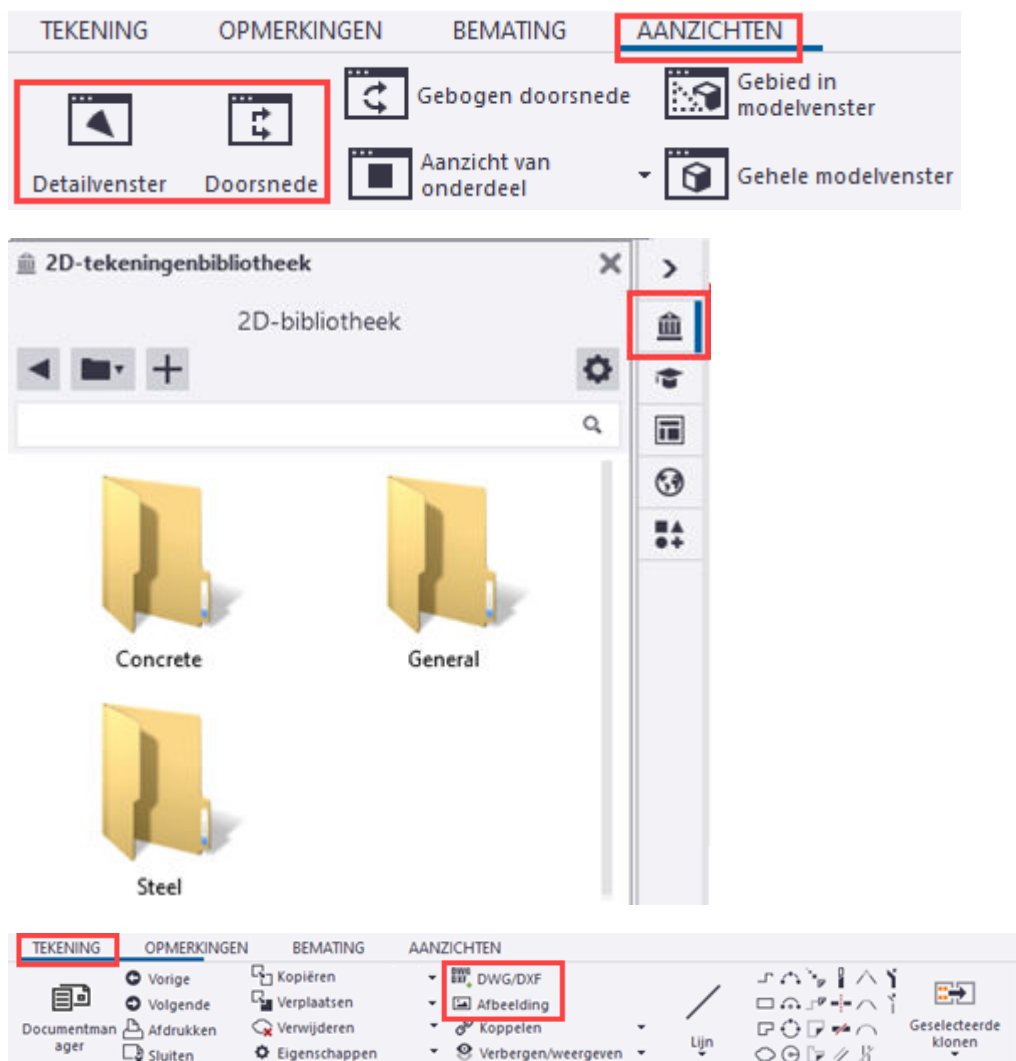 TEKENING OPMERKINGEN BEMATING AANZICHTEN
Detailvenster Doorsnede
Gebogen doorsnede
Aanzicht van
onderdeel
Gebied in
modelvenster
Gehele modelvenster
2D-tekeningenbibliotheek
2D-bibliotheek
Concrete General
Steel
TEKENING OPMERKINGEN BEMATING AANZICHTEN
Documentman
ager
Vorige
Volgende
Afdrukken
Sluiten
Kopiëren
Verplaatsen
Verwijderen
Eigenschappen
DWG DXF DWG/DXF
Afbeelding
Koppelen
Verbergen/weergeven
Lijn
Geselecteerde
klonen